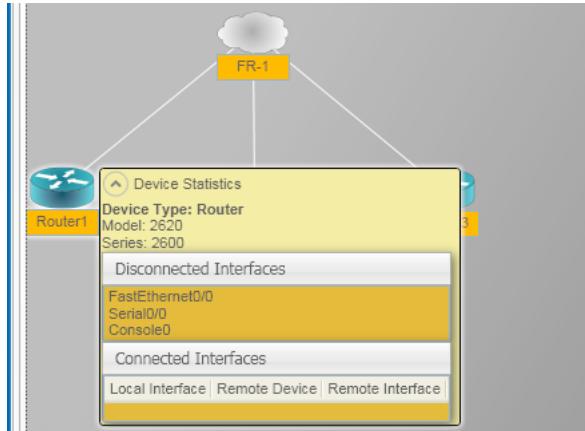 FR-1
Router1
3
Device Statistics
Device Type: Router
Model: 2620
Series: 2600
Disconnected Interfaces
FastEthernet0/0
Serial0/0
Console0
Connected Interfaces
Local Interface Remote Device Remote Interface